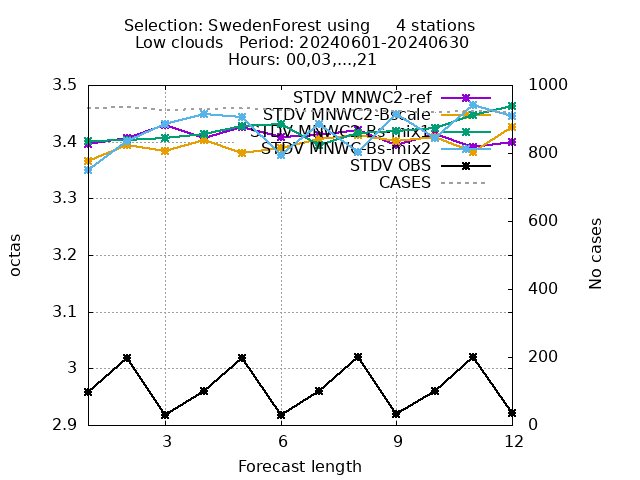 Selection: SwedenForest using 4 stations
Low clouds Period: 20240601-20240630
Hours: 00,03,...,21
STDV MNWC2-ref
STDV MNWC2-Bscale
STDV MNWC-Bs-mix1
STDV MNWC-Bs-mix2
STDV OBS
CASES
3.5
3.4
3.3
3.2
3.1
3
2.9
1000
800
600
400
200
0
octas
No cases
3 6 9 12
Forecast length